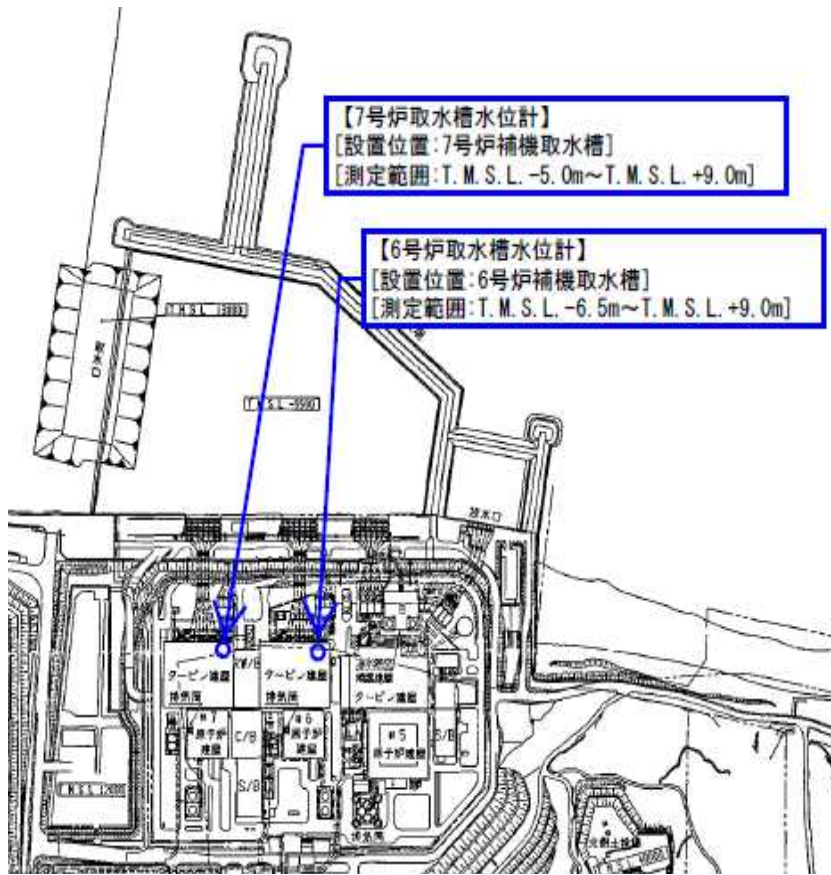 【7号炉取水槽水位計】
[設置位置:7号炉補機取水槽]
[測定範囲:T.M.S.L.-5.0m～T.M.S.L.+9.0m]
【6号炉取水槽水位計】
[設置位置:6号炉補機取水槽]
[測定範囲:T.M.S.L.-6.5m～T.M.S.L.+9.0m]
放水口
タービン建屋
排気筒
RW/B
タービン建屋
排気筒
タービン建屋
#7
原子炉
建屋
C/B
#6
原子炉
建屋
#5
原子炉建屋
S/B
S/B
排気筒